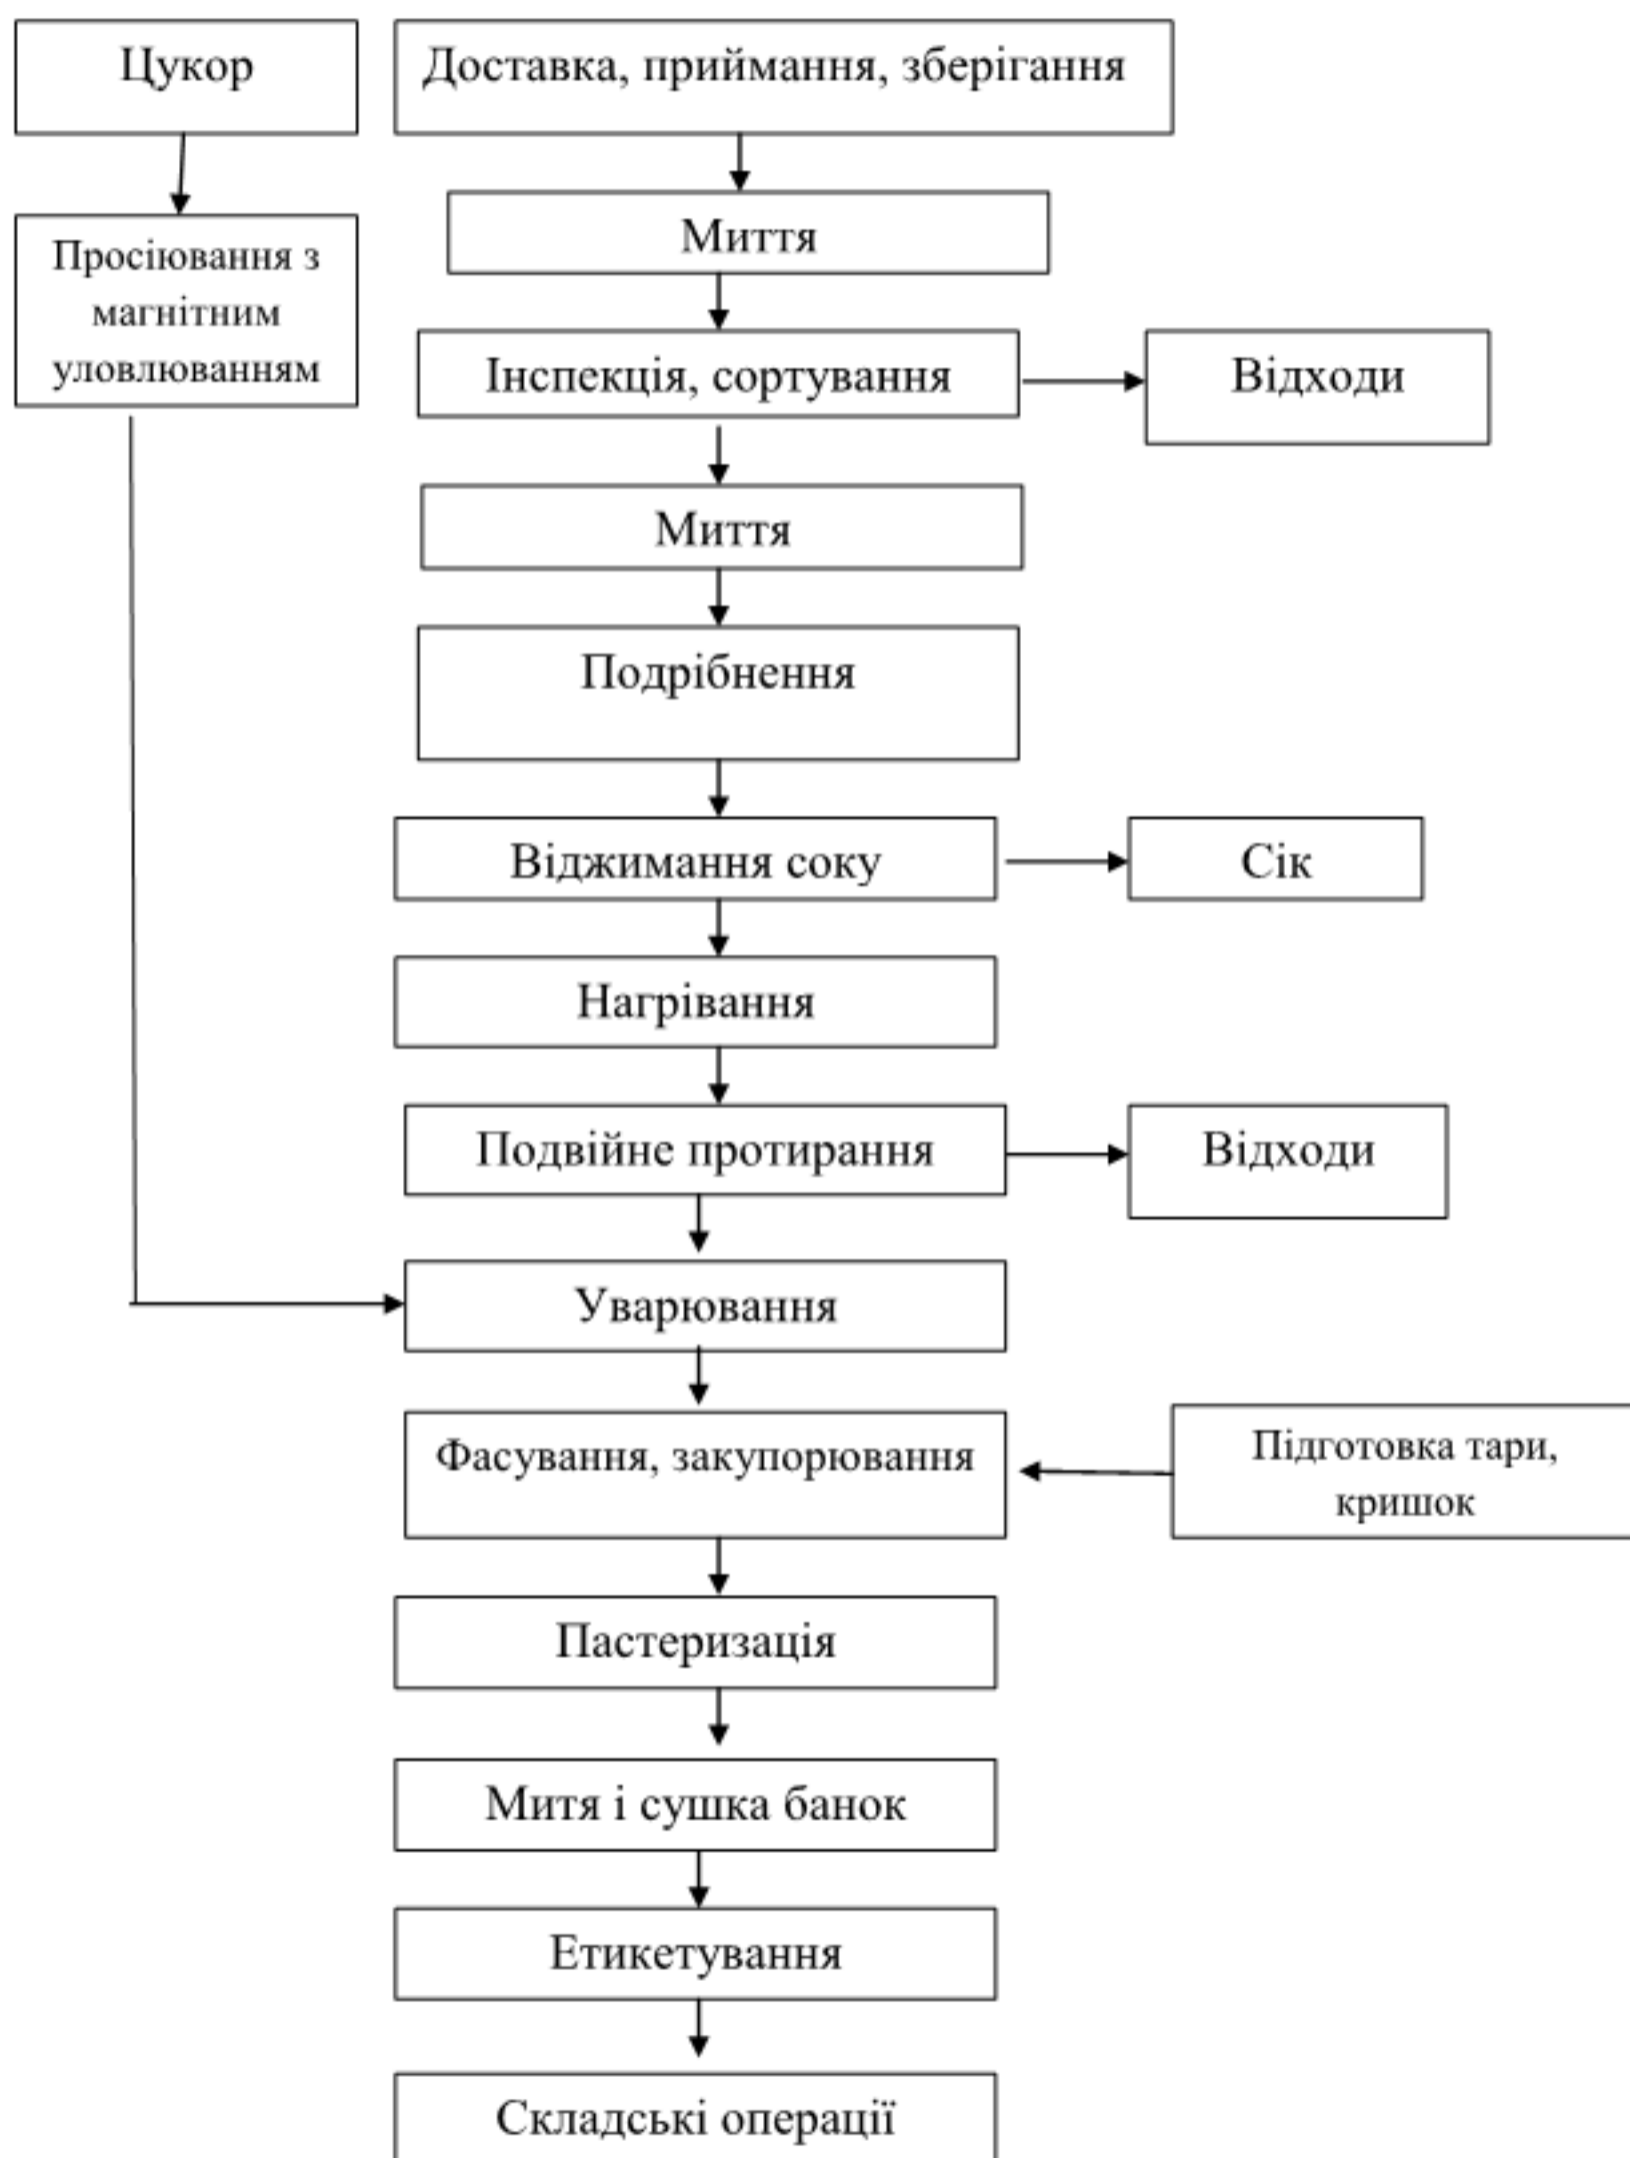 Цукор
Доставка, приймання, зберігання
Миття
Просіювання з
магнітним
уловлюванням
Інспекція, сортування
Відходи
Миття
Подрібнення
Віджимання соку
Сік
Нагрівання
Подвійне протирання
Відходи
Уварювання
Фасування, закупорювання
Підготовка тари,
кришок
Пастеризація
Митя і сушка банок
Етикетування
Складські операції